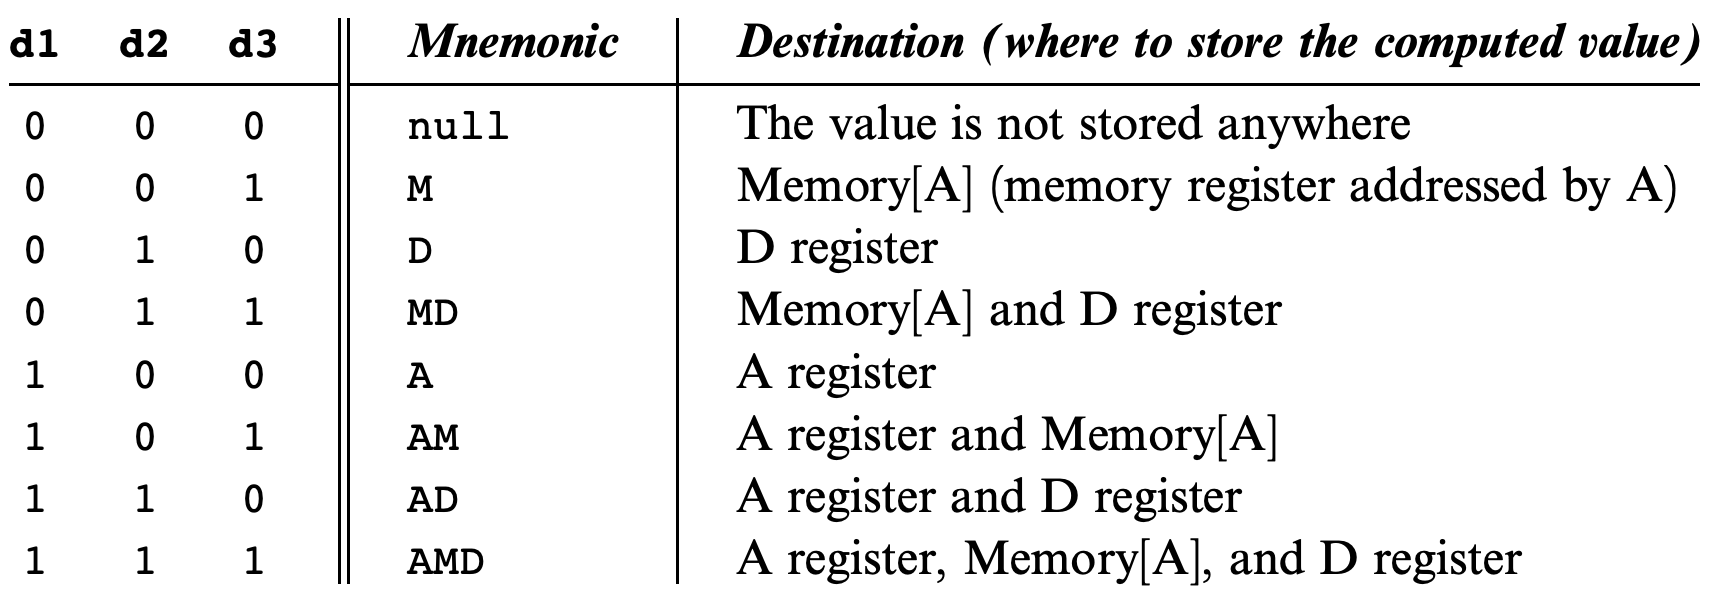 d1 d2 d3 Mnemonic Destination (where to store the computed value)
0 0 0 null The value is not stored anywhere
0 0 1 M Memory[A] (memory register addressed by A)
0 1 0 D D register
0 1 1 MD Memory[A] and D register
1 0 0 A A register
1 0 1 AM A register and Memory[A]
1 1 0 AD A register and D register
1 1 1 AMD A register, Memory[A], and D register